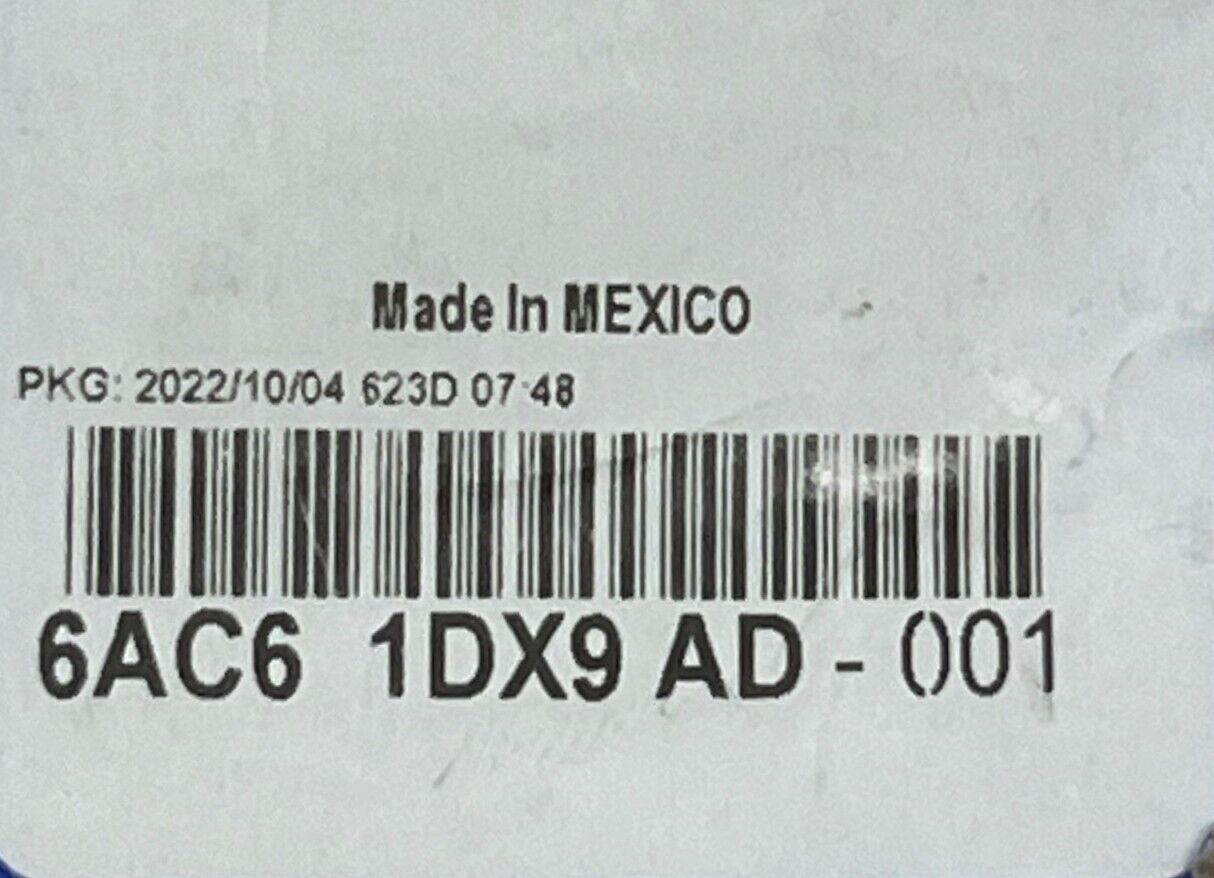 Made In MEXICO
PKG: 2022/10/04 623D 07:48
6AC6 1DX9 AD - 001